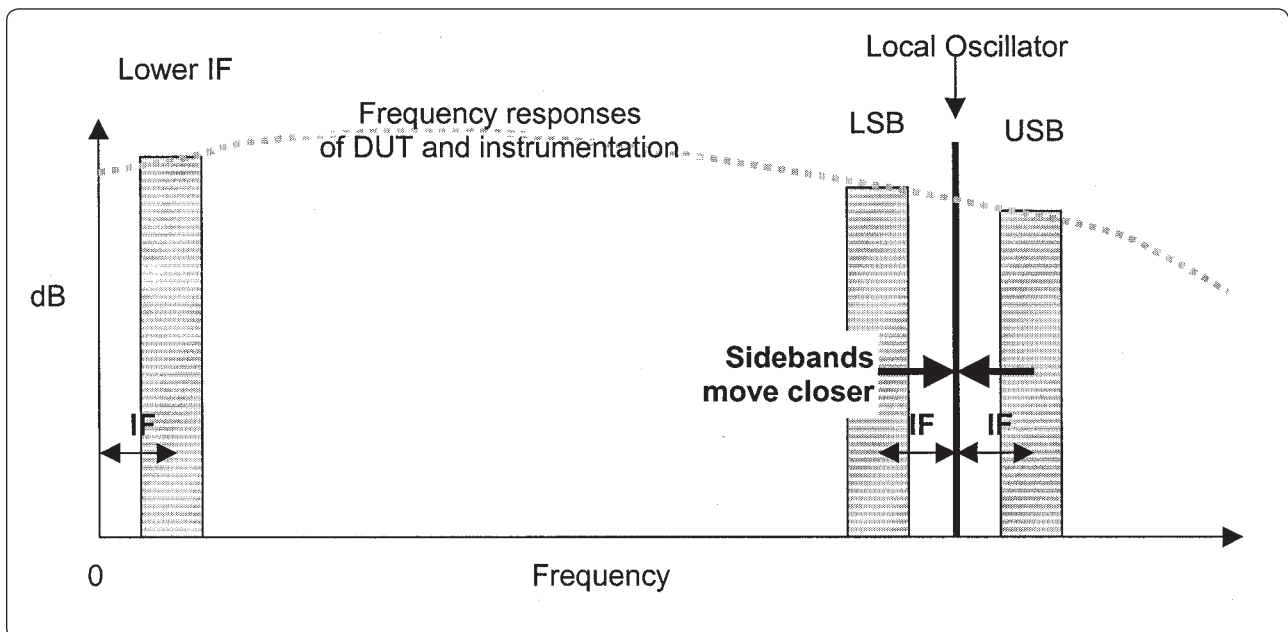 Local Oscillator
Lower IF
Frequency responses
of DUT and instrumentation
LSB
USB
dB
Sidebands
move closer
IF
IF
IF
0
Frequency